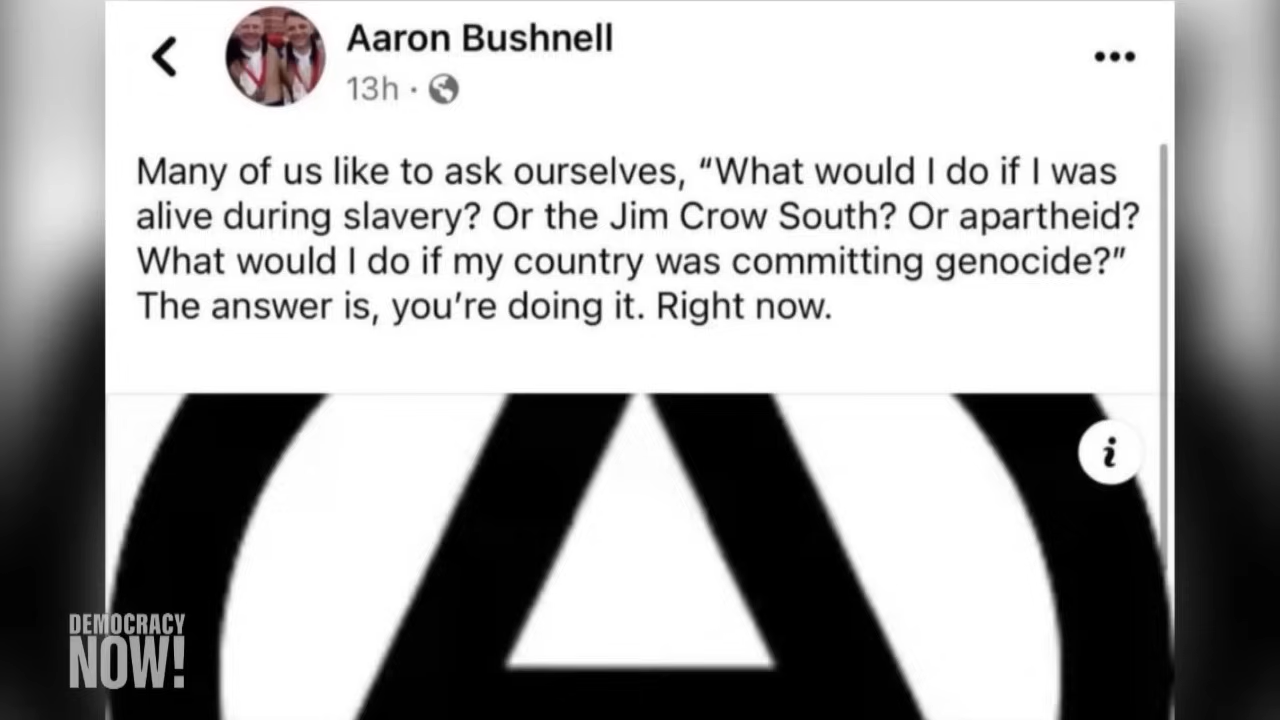 Aaron Bushnell
13h ·
Many of us like to ask ourselves, “What would I do if I was
alive during slavery? Or the Jim Crow South? Or apartheid?
What would I do if my country was committing genocide?”
The answer is, you’re doing it. Right now.
i
DEMOCRACY
NOW!